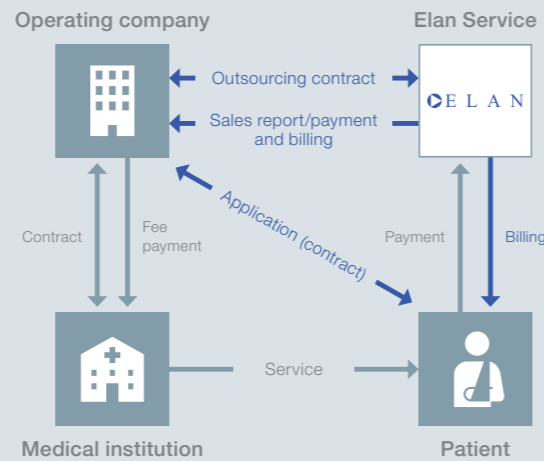 Operating company
Elan Service
Outsourcing contract
ELAN
Sales report/payment
and billing
Application (contract)
Contract
Fee
payment
Payment
Billing
Service
Medical institution
Patient